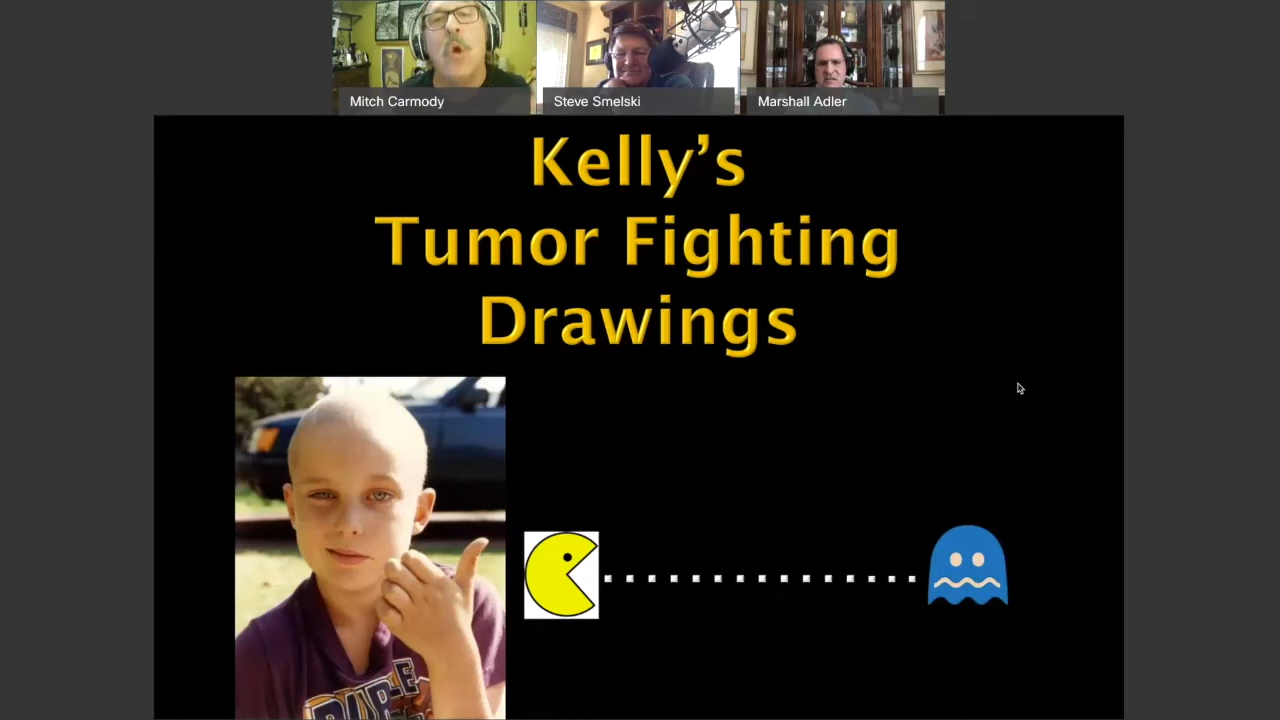 Mitch Carmody
Steve Smelski
Marshall Adler
Kelly’s
Tumor Fighting
Drawings